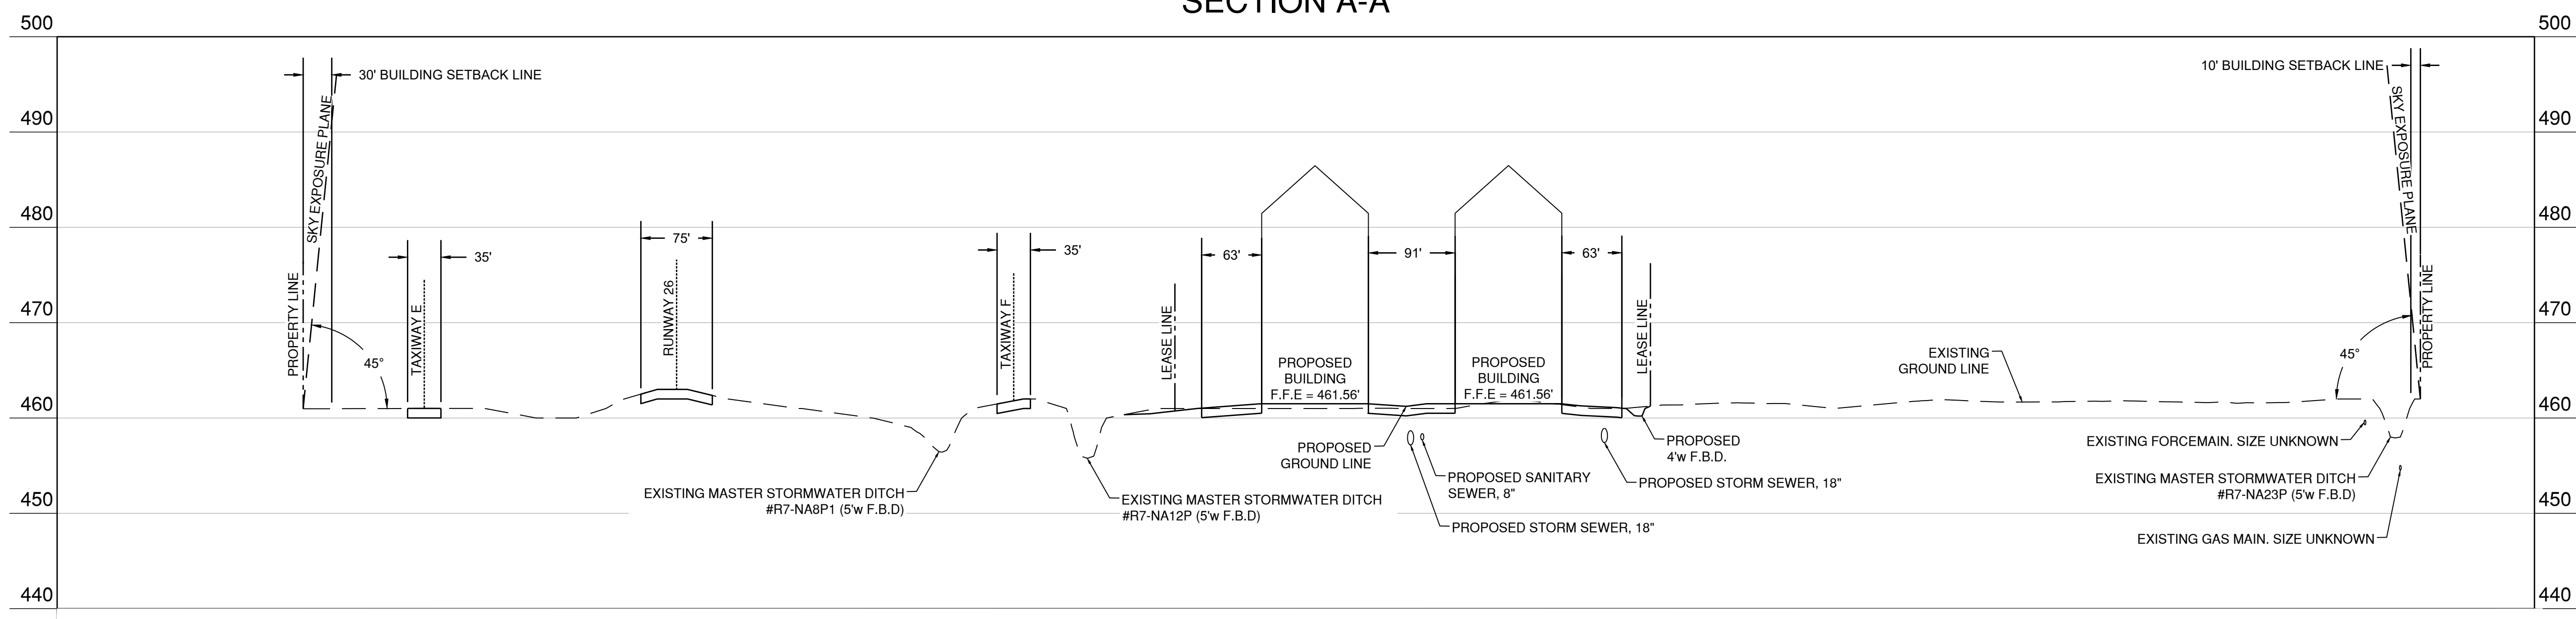 SECTION A-A
500
500
30' BUILDING SETBACK LINE
10' BUILDING SETBACK LINE
SKY EXPOSURE PLANE
SKY EXPOSURE PLANE
490
490
480
480
75'
35'
35'
63'
91'
63'
PROPERTY LINE
TAXIWAY E
RUNWAY 26
TAXIWAY F
LEASE LINE
LEASE LINE
PROPERTY LINE
470
470
45°
45°
PROPOSED
BUILDING
F.F.E = 461.56'
PROPOSED
BUILDING
F.F.E = 461.56'
EXISTING
GROUND LINE
460
460
PROPOSED
GROUND LINE
PROPOSED
4'w F.B.D.
EXISTING FORCEMAIN. SIZE UNKNOWN
PROPOSED SANITARY
SEWER, 8"
PROPOSED STORM SEWER, 18"
EXISTING MASTER STORMWATER DITCH
#R7-NA23P (5'w F.B.D)
EXISTING MASTER STORMWATER DITCH
#R7-NA8P1 (5'w F.B.D)
EXISTING MASTER STORMWATER DITCH
#R7-NA12P (5'w F.B.D)
450
450
PROPOSED STORM SEWER, 18"
EXISTING GAS MAIN. SIZE UNKNOWN
440
440